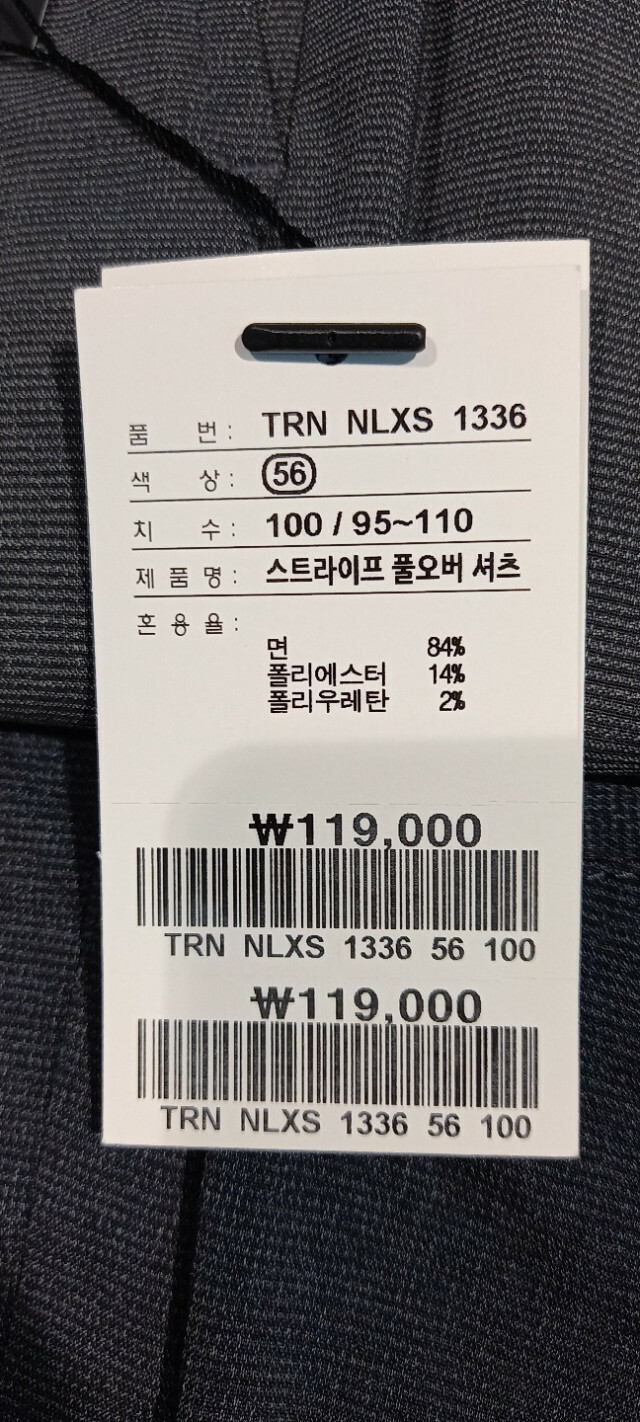 품 번 : TRN NLXS 1336
색 상 : 56
치 수 : 100 / 95~110
제 품 명 : 스트라이프 풀오버 셔츠
혼 용 율 :
면 84%
폴리에스터 14%
폴리우레탄 2%
₩119,000
TRN NLXS 1336 56 100
₩119,000
TRN NLXS 1336 56 100